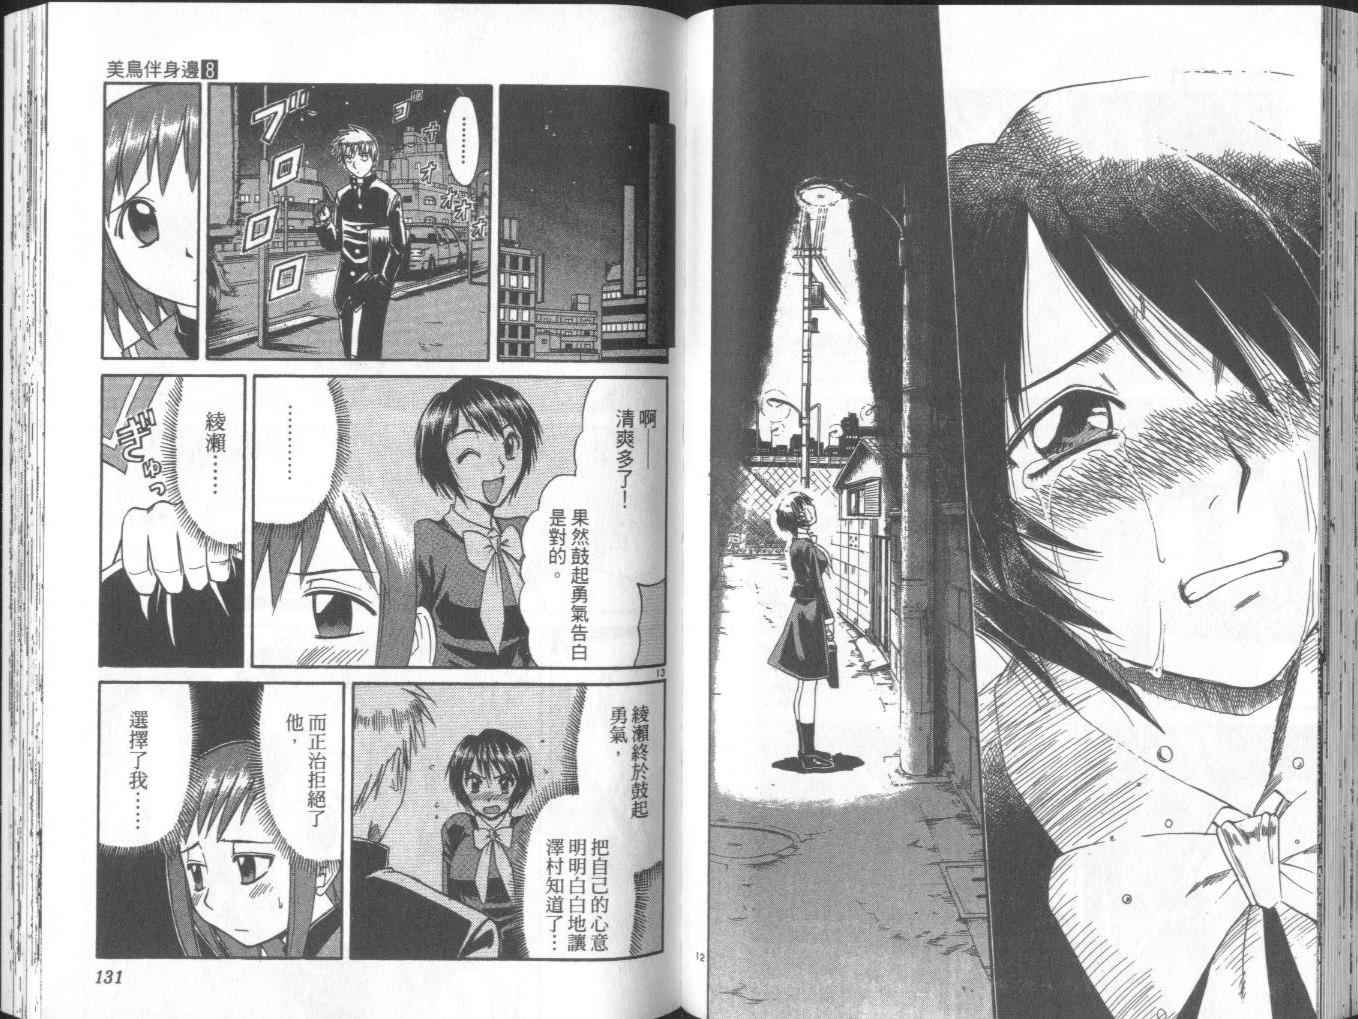 12
美鳥伴身邊8
………
ブロロロ
ゴオオオオオ
啊——
清爽多了！
果然鼓起勇氣告白
是對的。
…………
綾瀨……
ぎゅっ
13
綾瀨終於鼓起
勇氣，
把自己的心意
明明白白地讓
澤村知道了…
而正治拒絕了
他，
選擇了我……
131